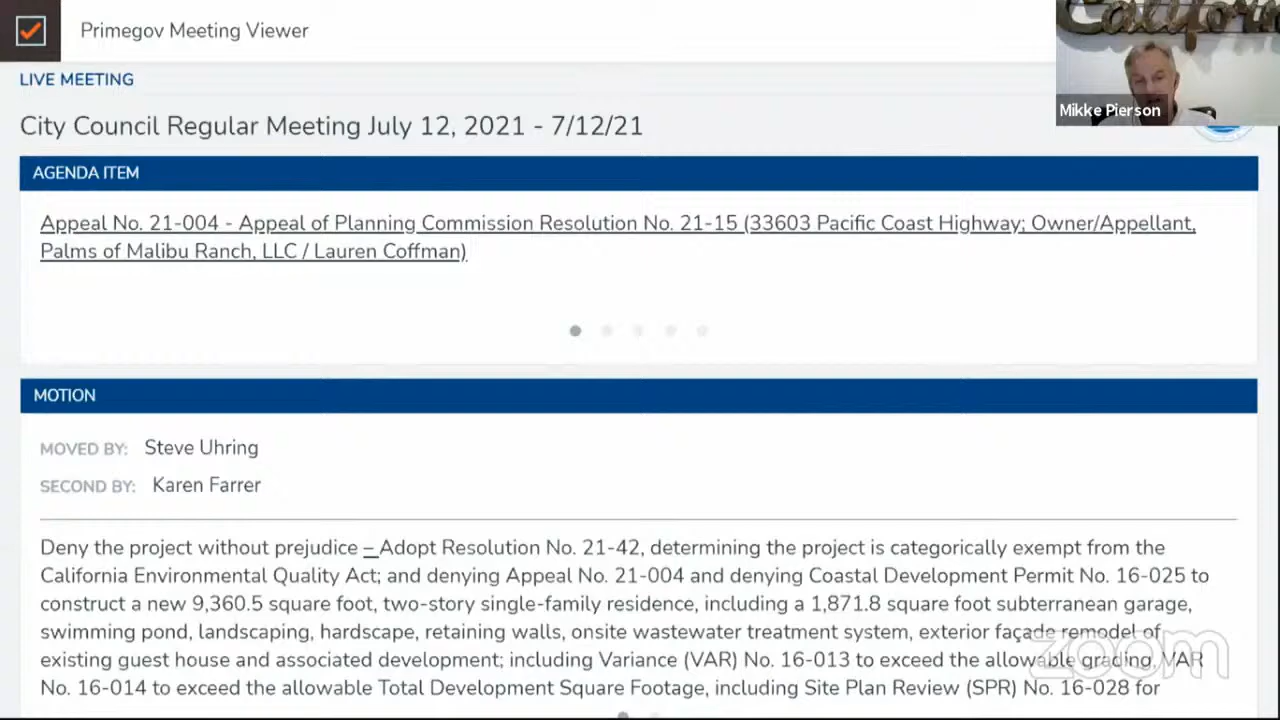 Primegov Meeting Viewer
Californ
Mikke Pierson
LIVE MEETING
City Council Regular Meeting July 12, 2021 - 7/12/21
AGENDA ITEM
Appeal No. 21-004 - Appeal of Planning Commission Resolution No. 21-15 (33603 Pacific Coast Highway; Owner/Appellant,
Palms of Malibu Ranch, LLC / Lauren Coffman)
MOTION
MOVED BY: Steve Uhring
SECOND BY: Karen Farrer
Deny the project without prejudice – Adopt Resolution No. 21-42, determining the project is categorically exempt from the
California Environmental Quality Act; and denying Appeal No. 21-004 and denying Coastal Development Permit No. 16-025 to
construct a new 9,360.5 square foot, two-story single-family residence, including a 1,871.8 square foot subterranean garage,
swimming pond, landscaping, hardscape, retaining walls, onsite wastewater treatment system, exterior façade remodel of
existing guest house and associated development; including Variance (VAR) No. 16-013 to exceed the allowable grading, VAR
No. 16-014 to exceed the allowable Total Development Square Footage, including Site Plan Review (SPR) No. 16-028 for
zoom